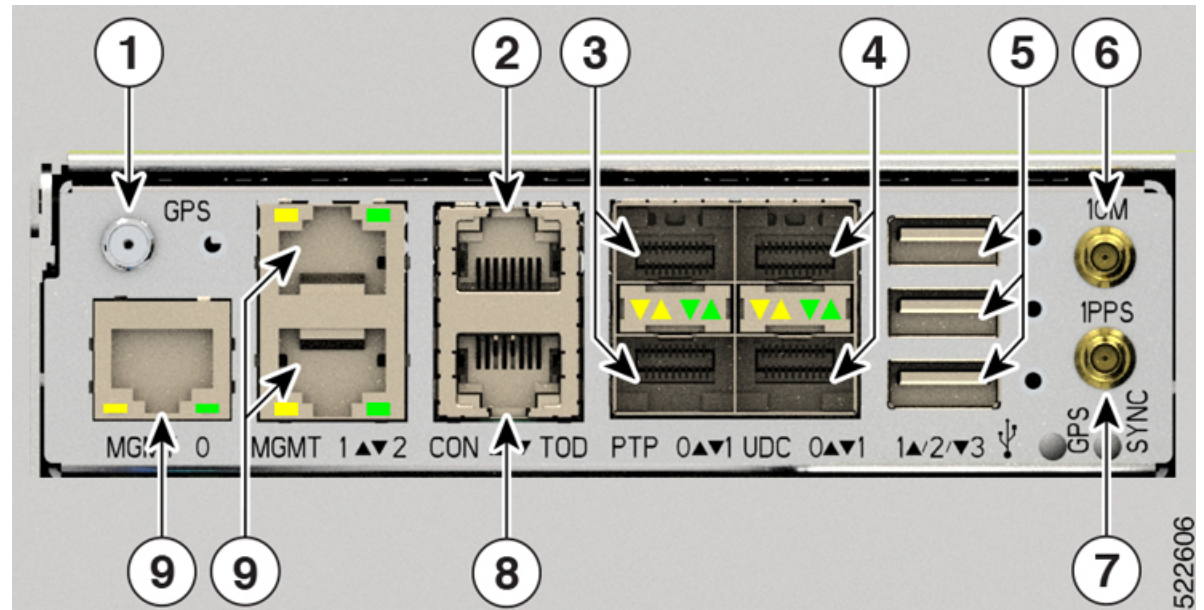 1 2 3 4 5 6
GPS
10M
1PPS
MGMT 0
MGMT 1▲▼2
CON ▼ TOD
PTP 0▲▼1
UDC 0▲▼1
1▲/2/▼3
GPS
SYNC
9 9 8 7
522606